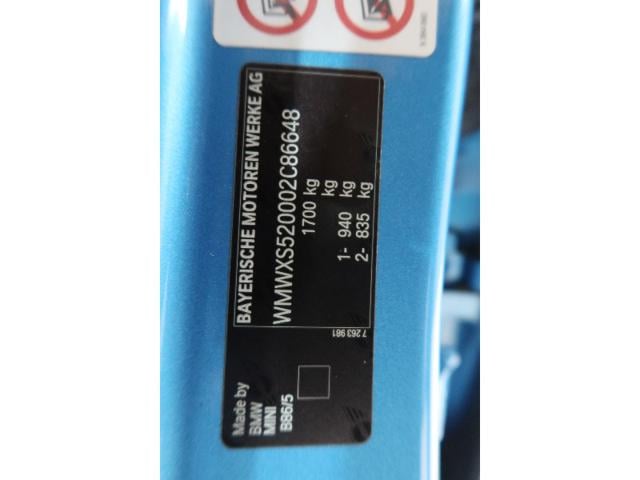 BAYERISCHE MOTOREN WERKE AG
WMWXS520002C86648
1700 kg
kg
1- 940 kg
2- 835 kg
7 263 981
Made by
BMW
MINI
B86/5